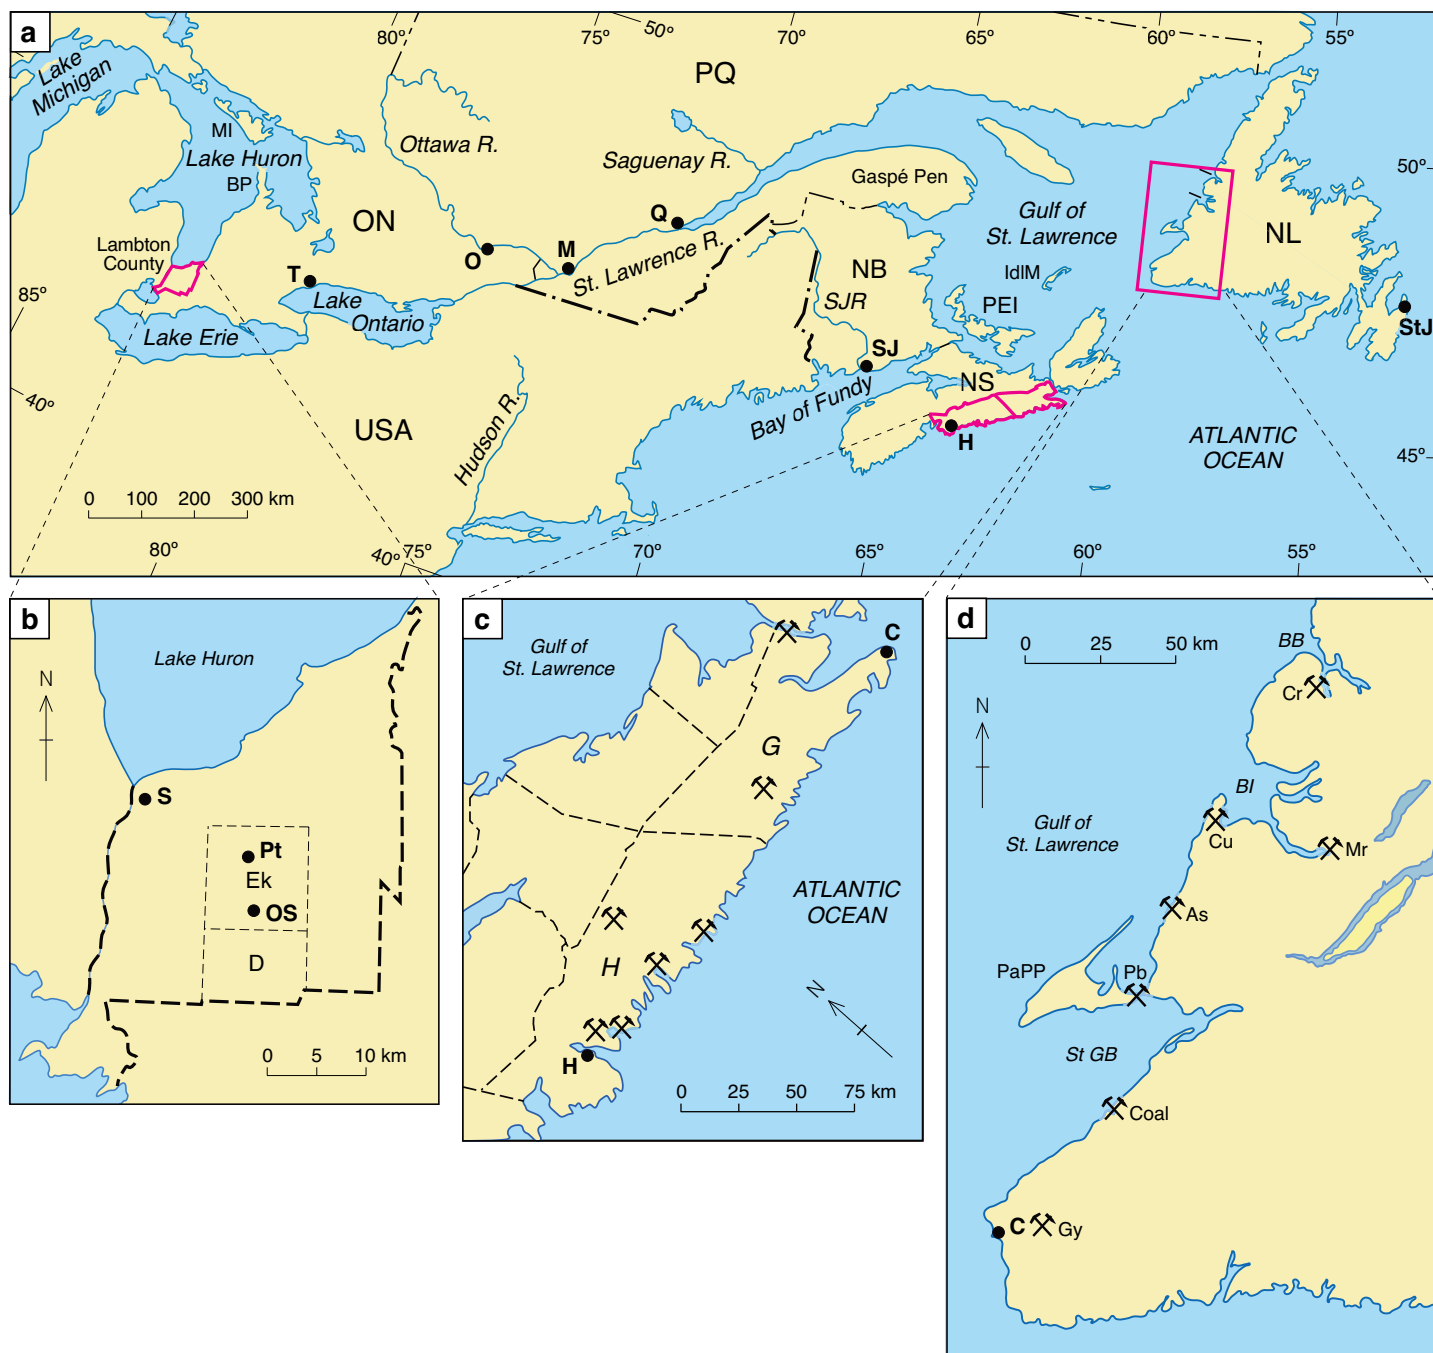 a
80°
75°
50°
70°
65°
60°
55°
Lake
Michigan
PQ
MI
Lake Huron
BP
Ottawa R.
Saguenay R.
Gaspé Pen
50°
ON
Q
Gulf of
St. Lawrence
NL
Lambton
County
O
M
St. Lawrence R.
NB
IdlM
T
SJR
PEI
85°
Lake
Ontario
Lake Erie
SJ
StJ
NS
40°
Bay of Fundy
USA
Hudson R.
H
ATLANTIC
OCEAN
45°
0 100 200 300 km
80°
40°
75°
70°
65°
60°
55°
b
Lake Huron
N
S
Pt
Ek
OS
D
0 5 10 km
c
Gulf of
St. Lawrence
C
G
ATLANTIC
OCEAN
H
N
H
0 25 50 75 km
d
0 25 50 km
BB
Cr
N
BI
Gulf of
St. Lawrence
Cu
Mr
As
PaPP
Pb
St GB
Coal
C
Gy